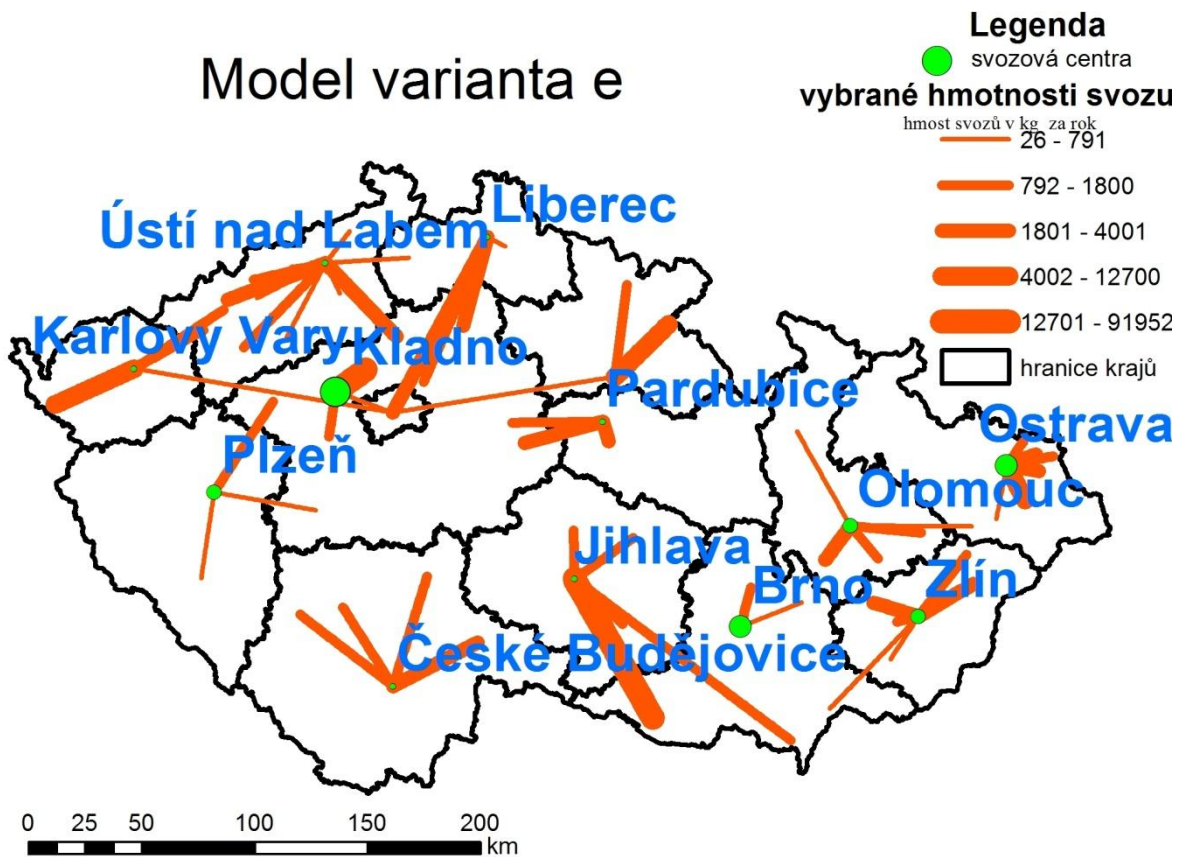 Legenda
svozová centra
Model varianta e
vybrané hmotnosti svozu
hmost svozů v kg za rok
26 - 791
792 - 1800
1801 - 4001
4002 - 12700
12701 - 91952
hranice krajů
Liberec
Ústí nad Labem
Karlovy Vary
Kladno
Pardubice
Plzeň
Ostrava
Olomouc
Jihlava
Brno
Zlín
České Budějovice
0 25 50 100 150 200
km